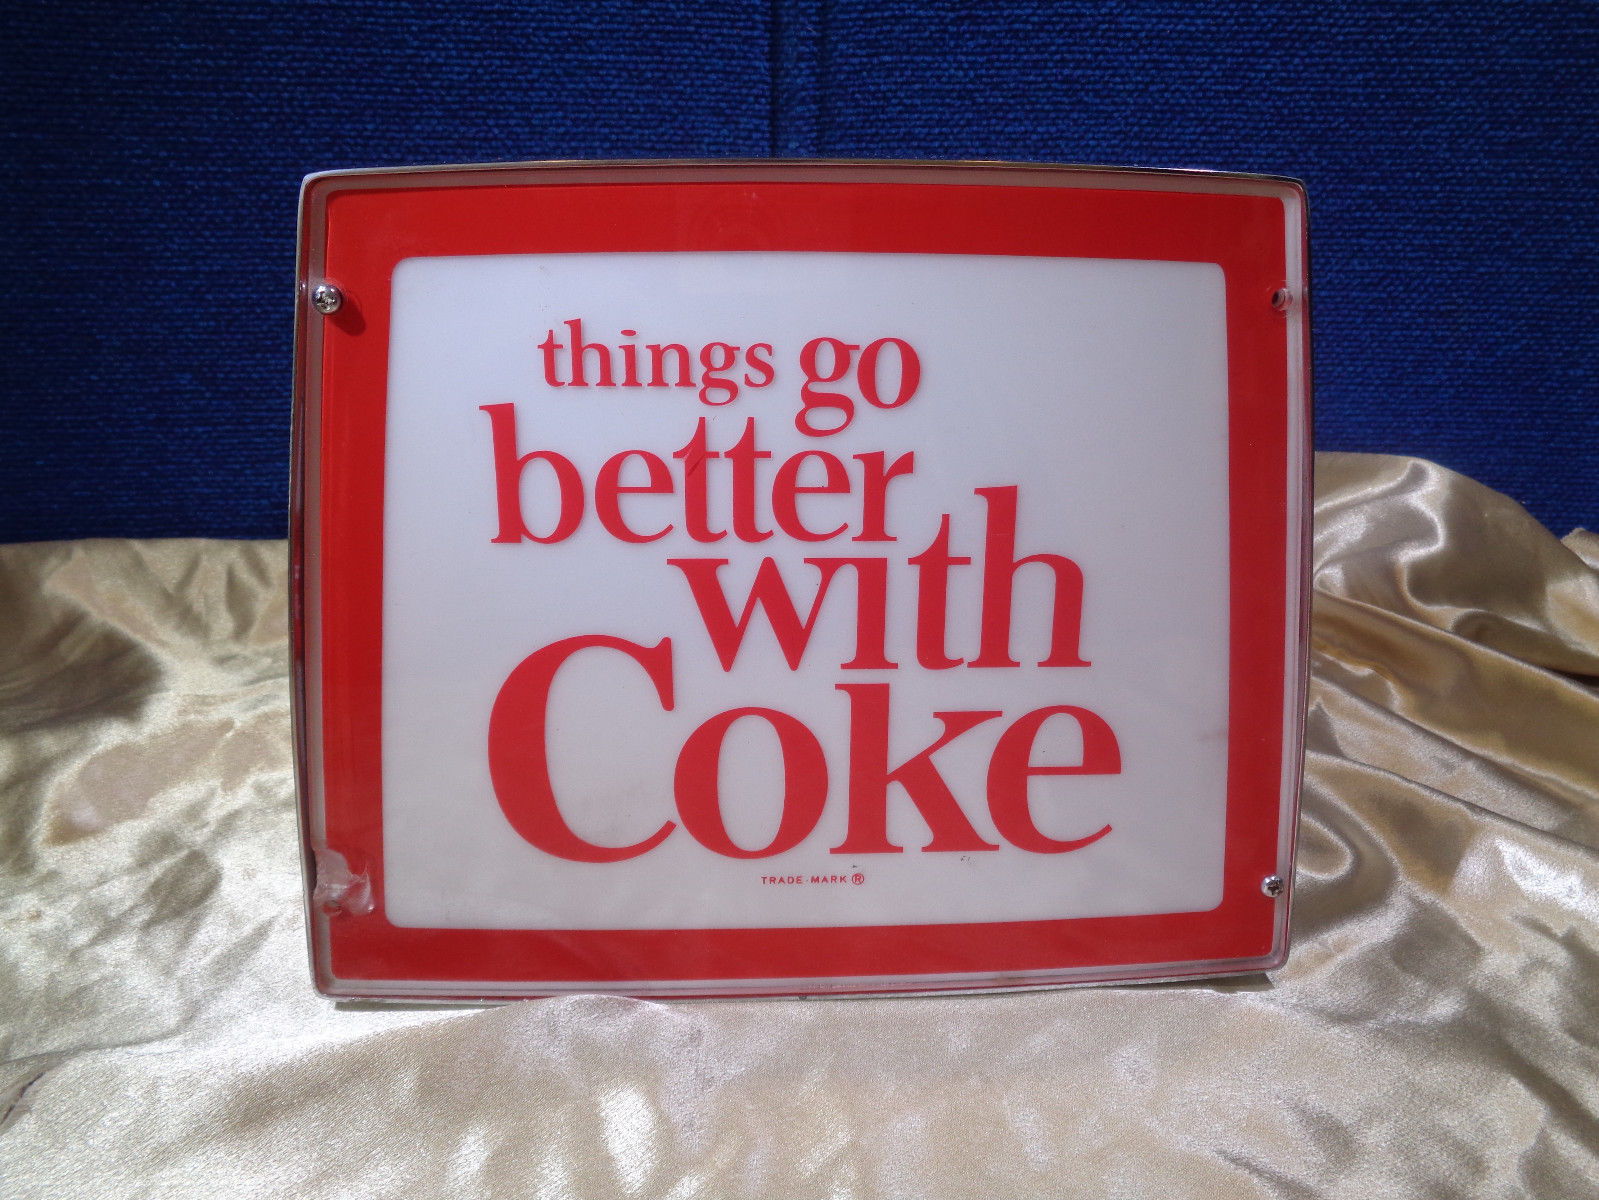 things go
better
with
Coke
TRADE-MARK ®